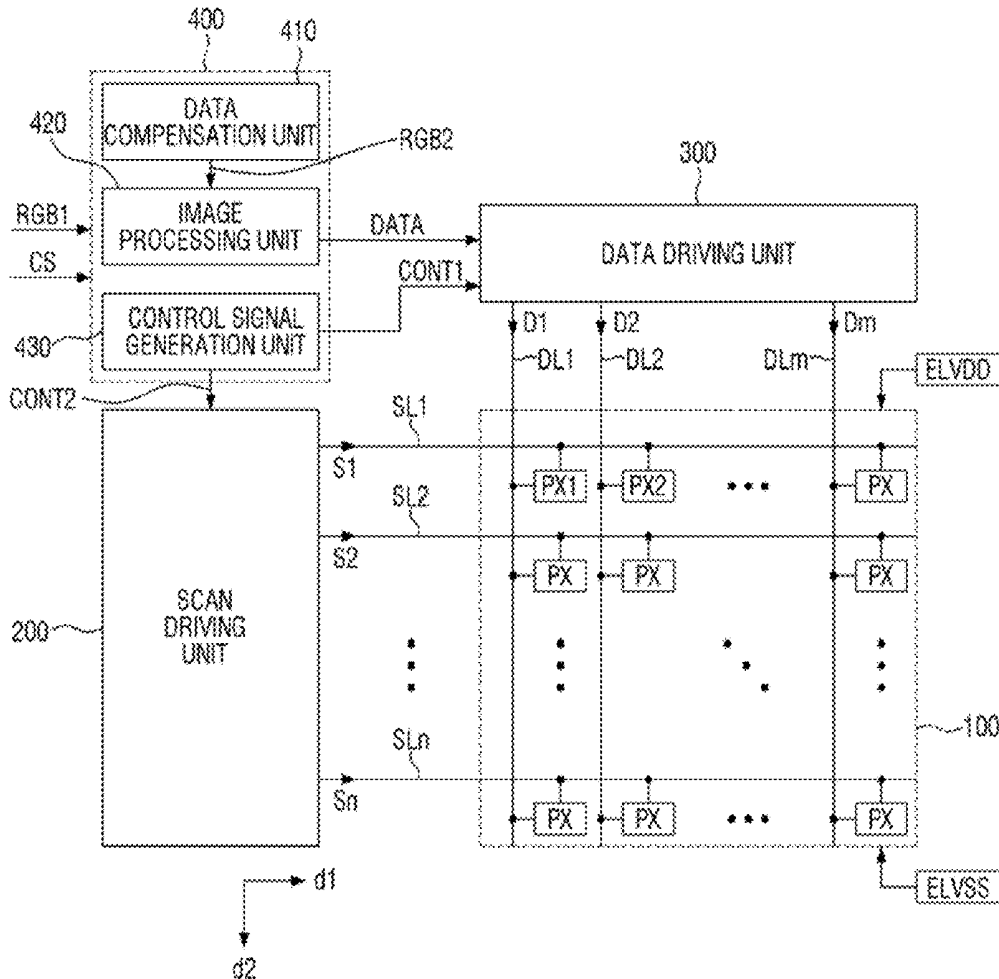 400
410
DATA
COMPENSATION UNIT
420
RGB2
300
RGB1
IMAGE
PROCESSING UNIT
DATA
DATA DRIVING UNIT
CS
CONT1
CONTROL SIGNAL
GENERATION UNIT
430
D1
D2
Dm
DL1
DL2
DLm
ELVDD
CONT2
SL1
S1
PX1
PX2
PX
SL2
S2
PX
PX
PX
SCAN
DRIVING
UNIT
200
100
SLn
Sn
PX
PX
PX
d1
ELVSS
d2